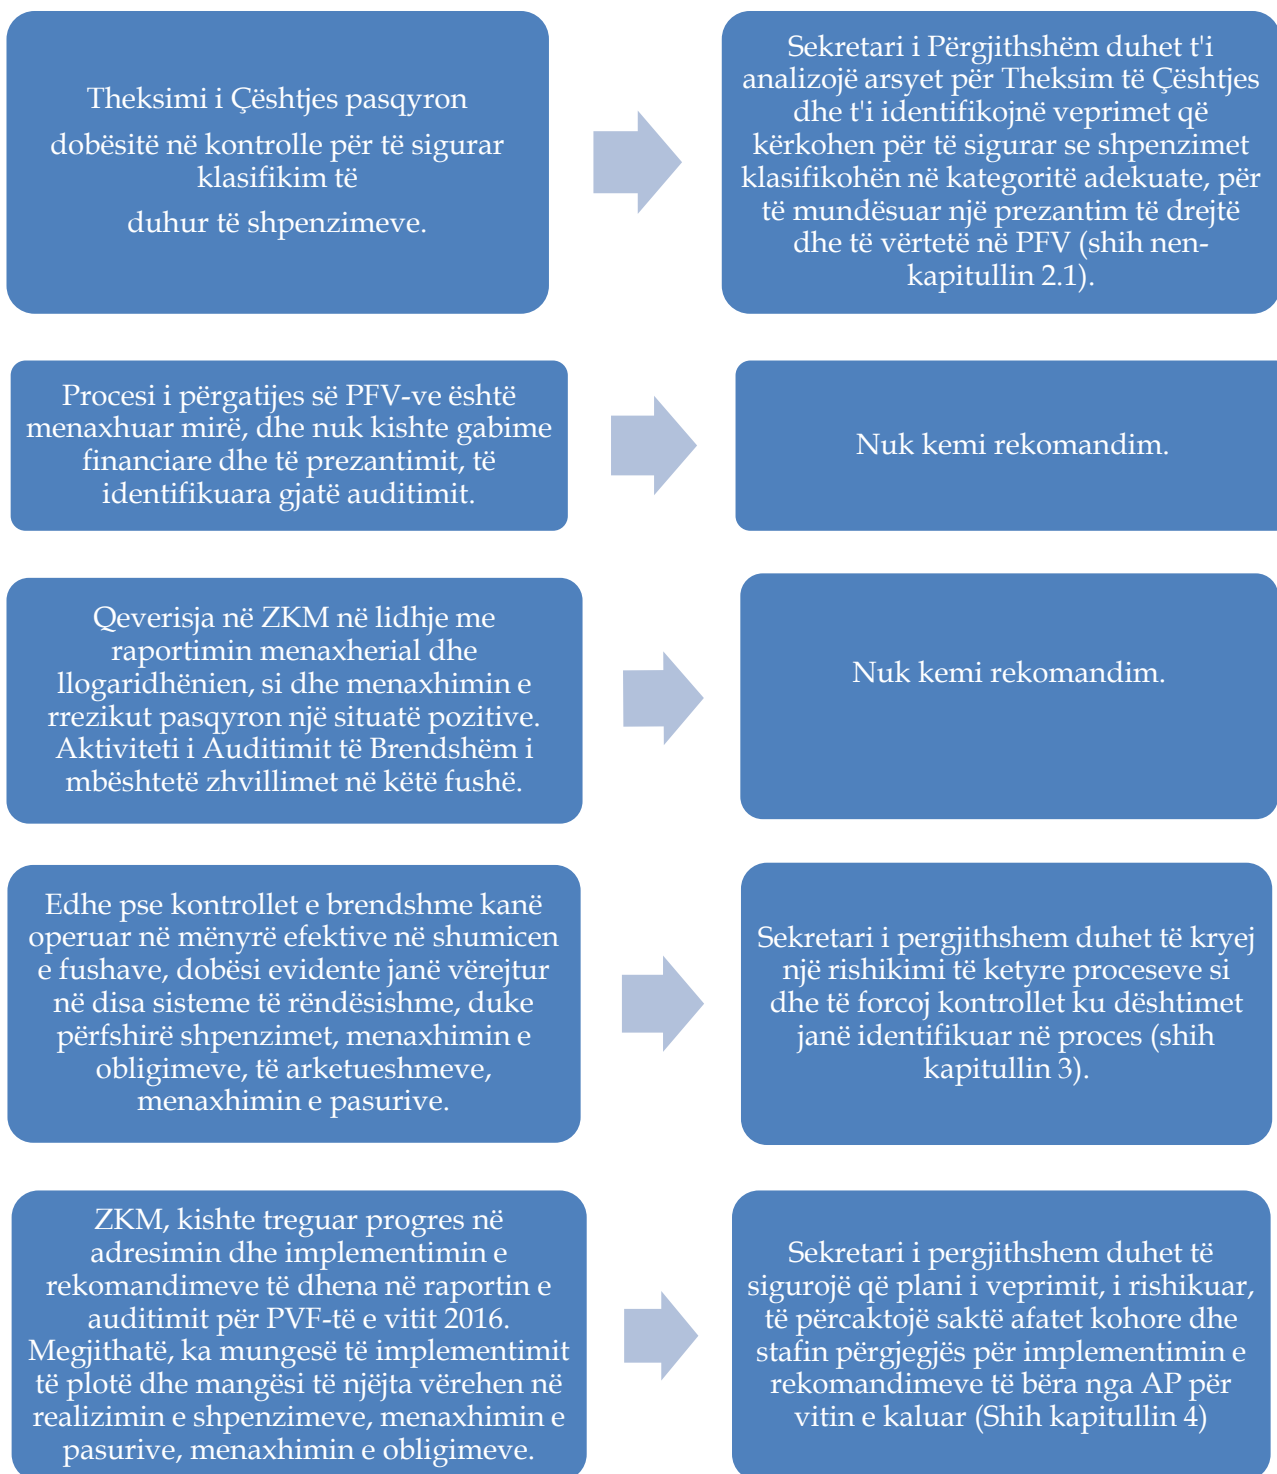 Theksimi i Çështjes pasqyron
dobësitë në kontrolle për të sigurar
klasifikim të
duhur të shpenzimeve.
Sekretari i Përgjithshëm duhet t'i
analizojë arsyet për Theksim të Çështjes
dhe t'i identifikojnë veprimet që
kërkohen për të sigurar se shpenzimet
klasifikohën në kategoritë adekuate, për
të mundësuar një prezantim të drejtë
dhe të vërtetë në PFV (shih nen-
kapitullin 2.1).
Procesi i përgatijes së PFV-ve është
menaxhuar mirë, dhe nuk kishte gabime
financiare dhe të prezantimit, të
identifikuara gjatë auditimit.
Nuk kemi rekomandim.
Qeverisja në ZKM në lidhje me
raportimin menaxherial dhe
llogaridhënien, si dhe menaxhimin e
rrezikut pasqyron një situatë pozitive.
Aktiviteti i Auditimit të Brendshëm i
mbështetë zhvillimet në këtë fushë.
Nuk kemi rekomandim.
Edhe pse kontrollet e brendshme kanë
operuar në mënyrë efektive në shumicen
e fushave, dobësi evidente janë vërejtur
në disa sisteme të rëndësishme, duke
përfshirë shpenzimet, menaxhimin e
obligimeve, të arketueshmeve,
menaxhimin e pasurive.
Sekretari i pergjithshem duhet të kryej
një rishikimi të ketyre proceseve si
dhe të forcoj kontrollet ku dështimet
janë identifikuar në proces (shih
kapitullin 3).
ZKM, kishte treguar progres në
adresimin dhe implementimin e
rekomandimeve të dhena në raportin e
auditimit për PVF-të e vitit 2016.
Megjithatë, ka mungesë të implementimit
të plotë dhe mangësi të njëjta vërehen në
realizimin e shpenzimeve, menaxhimin e
pasurive, menaxhimin e obligimeve.
Sekretari i pergjithshem duhet të
sigurojë që plani i veprimit, i rishikuar,
të përcaktojë saktë afatet kohore dhe
stafin përgjegjës për implementimin e
rekomandimeve të bëra nga AP për
vitin e kaluar (Shih kapitullin 4)